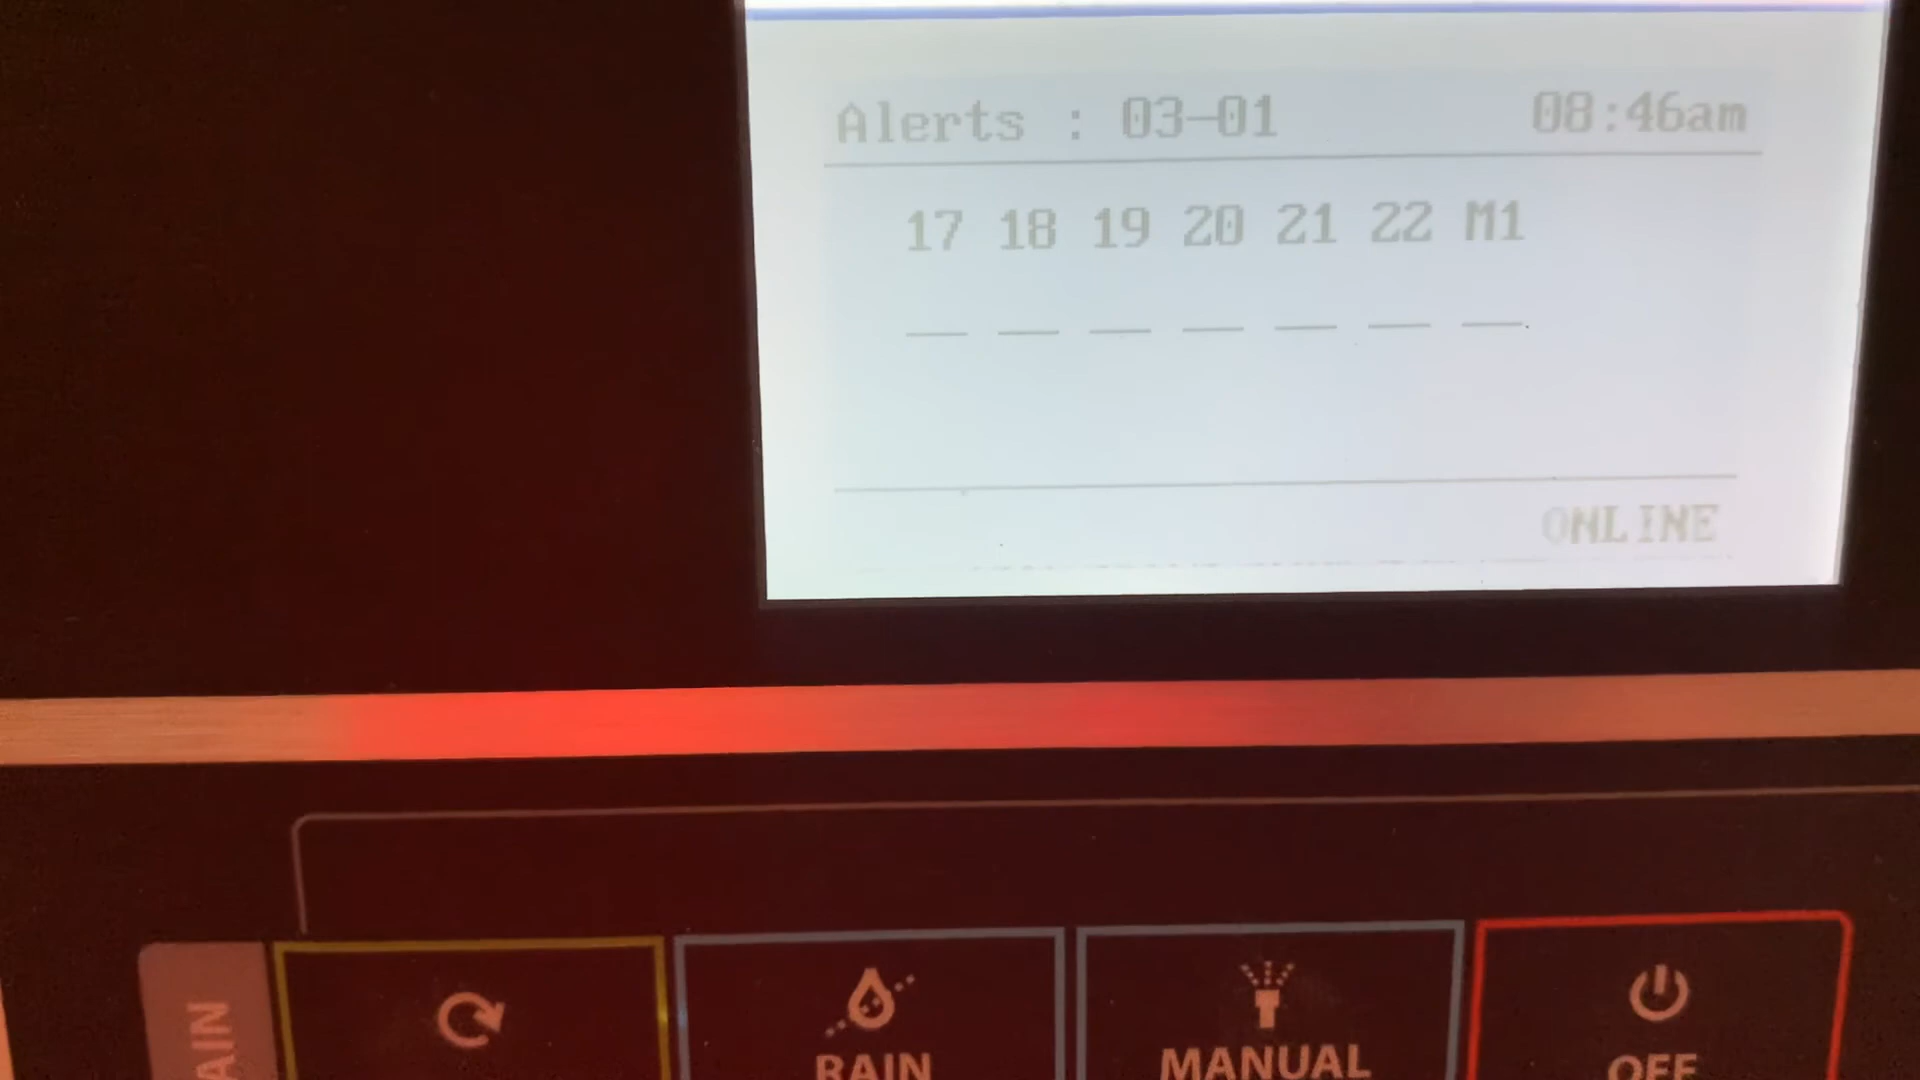 Alerts : 03-01 08:46am
17 18 19 20 21 22 M1
ONLINE
RAIN MANUAL OFF